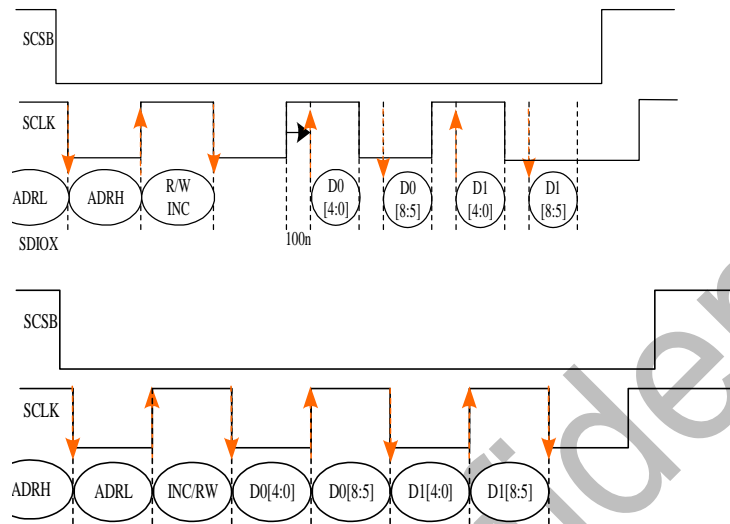 SCSB
SCLK
ADRL ADRH R/W INC D0 [4:0] D0 [8:5] D1 [4:0] D1 [8:5]
SDIOX
100n
SCSB
SCLK
ADRH ADRL INC/RW D0[4:0] D0[8:5] D1[4:0] D1[8:5]